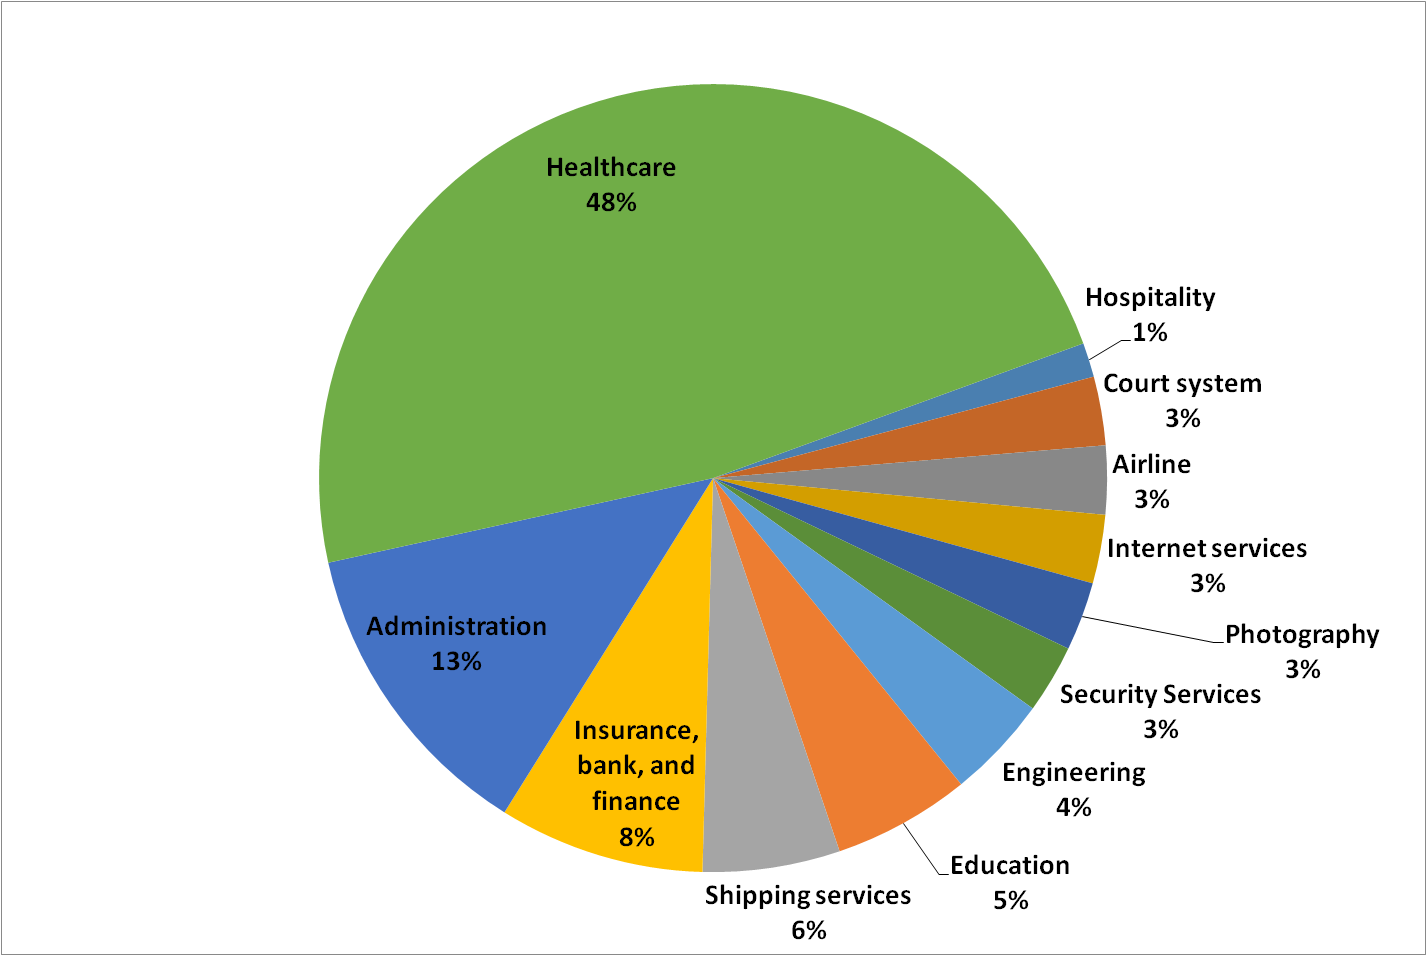 Healthcare
48%
Hospitality
1%
Court system
3%
Airline
3%
Internet services
3%
Photography
3%
Security Services
3%
Engineering
4%
Education
5%
Shipping services
6%
Insurance,
bank, and
finance
8%
Administration
13%